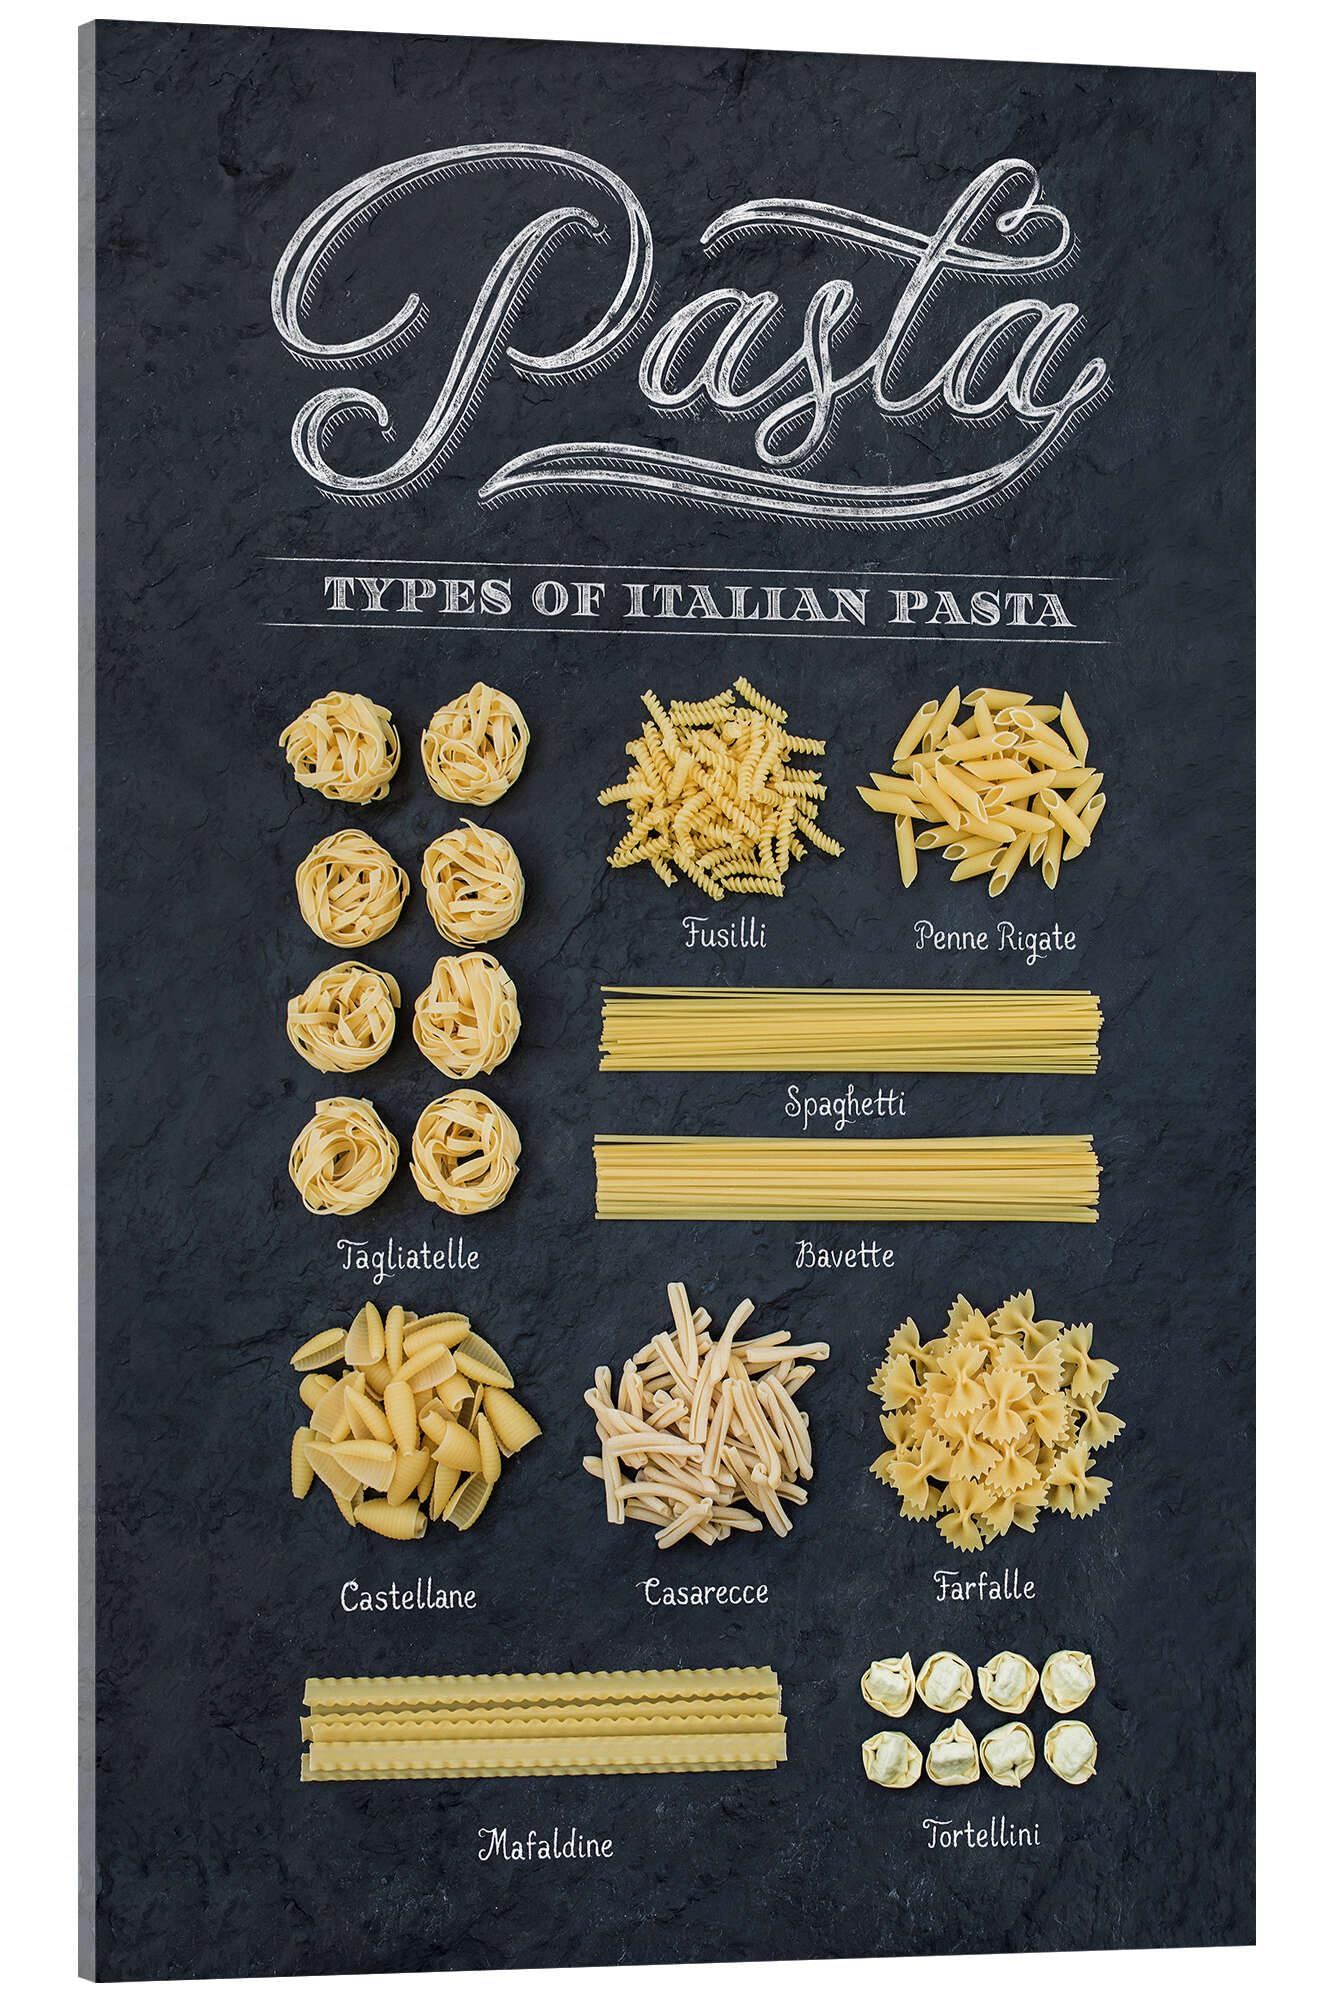 Pasta
TYPES OF ITALIAN PASTA
Fusilli
Penne Rigate
Spaghetti
Tagliatelle
Bavette
Castellane
Casarecce
Farfalle
Mafaldine
Tortellini